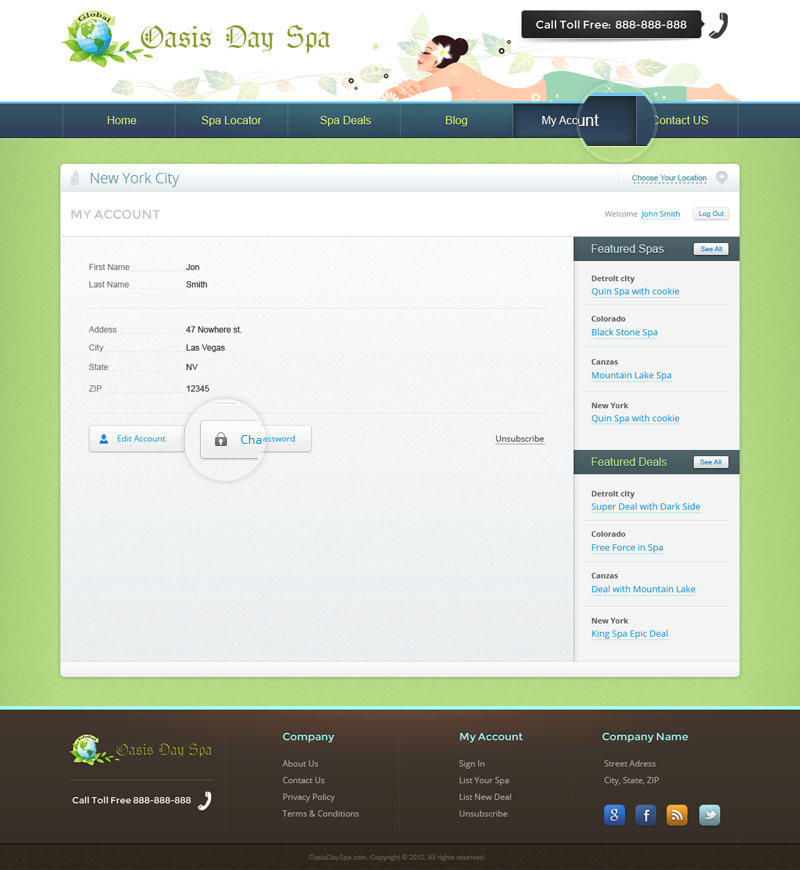 Global
Oasis Day Spa
Call Toll Free: 888-888-888
Home
Spa Locator
Spa Deals
Blog
My Account
Contact US
New York City
Choose Your Location
MY ACCOUNT
Welcome John Smith
Log Out
First Name Jon
Last Name Smith
Addess 47 Nowhere st.
City Las Vegas
State NV
ZIP 12345
Edit Account
Cha assword
Unsubscribe
Featured Spas
See All
Detroit city
Quin Spa with cookie
Colorado
Black Stone Spa
Canzas
Mountain Lake Spa
New York
Quin Spa with cookie
Featured Deals
See All
Detroit city
Super Deal with Dark Side
Colorado
Free Force in Spa
Canzas
Deal with Mountain Lake
New York
King Spa Epic Deal
Global
Oasis Day Spa
Call Toll Free 888-888-888
Company
About Us
Contact Us
Privacy Policy
Terms & Conditions
My Account
Sign In
List Your Spa
List New Deal
Unsubscribe
Company Name
Street Adress
City, State, ZIP
OasisDaySpa.com. Copyright © 2012. All rights reserved.